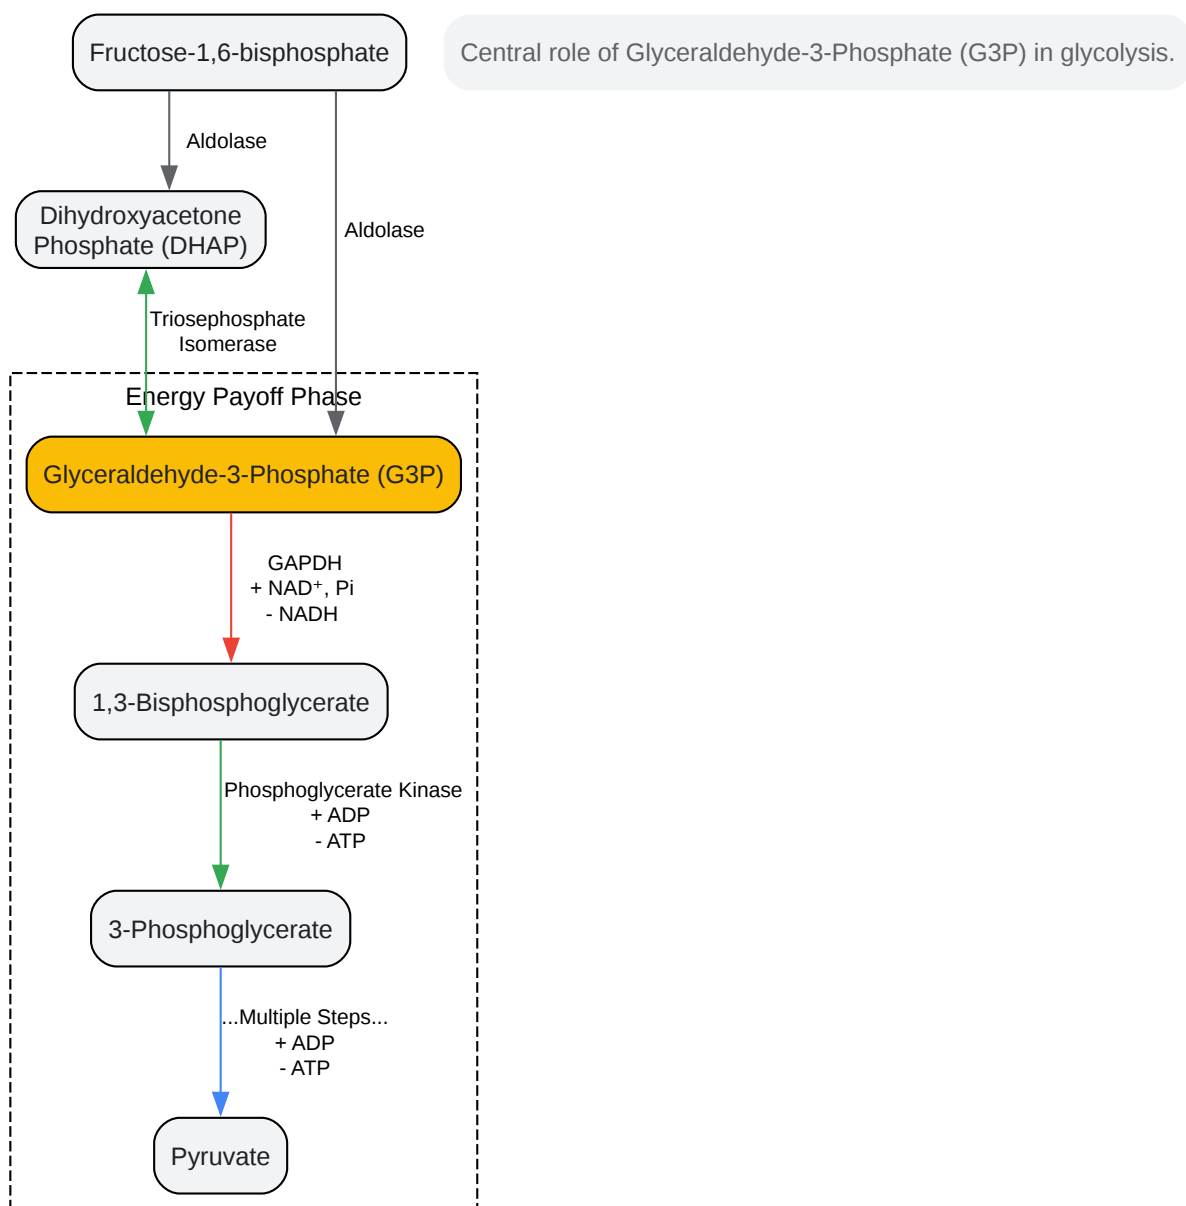 Fructose-1,6-bisphosphate
Central role of Glyceraldehyde-3-Phosphate (G3P) in glycolysis.
Aldolase
Dihydroxyacetone
Phosphate (DHAP)
Aldolase
Triosephosphate
Isomerase
Energy Payoff Phase
Glyceraldehyde-3-Phosphate (G3P)
GAPDH
+ NAD⁺, Pi
- NADH
1,3-Bisphosphoglycerate
Phosphoglycerate Kinase
+ ADP
- ATP
3-Phosphoglycerate
...Multiple Steps...
+ ADP
- ATP
Pyruvate